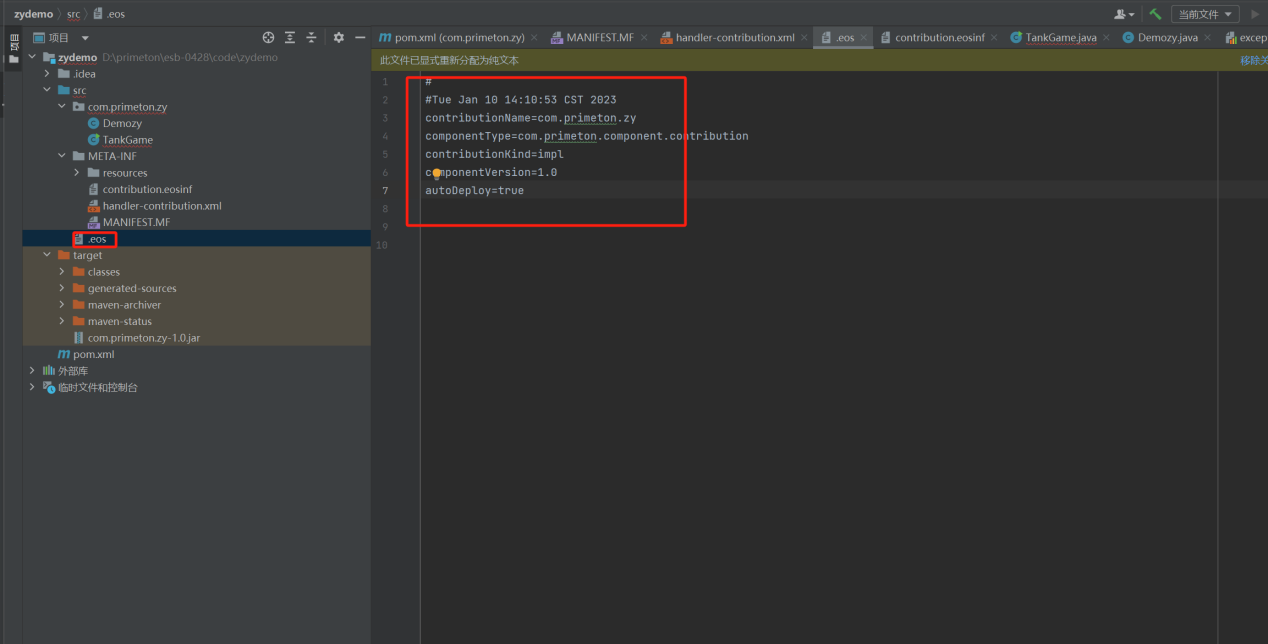 zydemo 〉 src 〉 .eos
当前文件
项目
pom.xml (com.primeton.zy) MANIFEST.MF handler-contribution.xml .eos contribution.eosinf TankGame.java Demozy.java excep
此文件已显式重新分配为纯文本 移除关
zydemo D:\primeton\esb-0428\code\zydemo
.idea
src
com.primeton.zy
Demozy
TankGame
META-INF
resources
contribution.eosinf
handler-contribution.xml
MANIFEST.MF
.eos
target
classes
generated-sources
maven-archiver
maven-status
com.primeton.zy-1.0.jar
pom.xml
外部库
临时文件和控制台
1 #
2 #Tue Jan 10 14:10:53 CST 2023
3 contributionName=com.primeton.zy
4 componentType=com.primeton.component.contribution
5 contributionKind=impl
6 componentVersion=1.0
7 autoDeploy=true
8
9
10